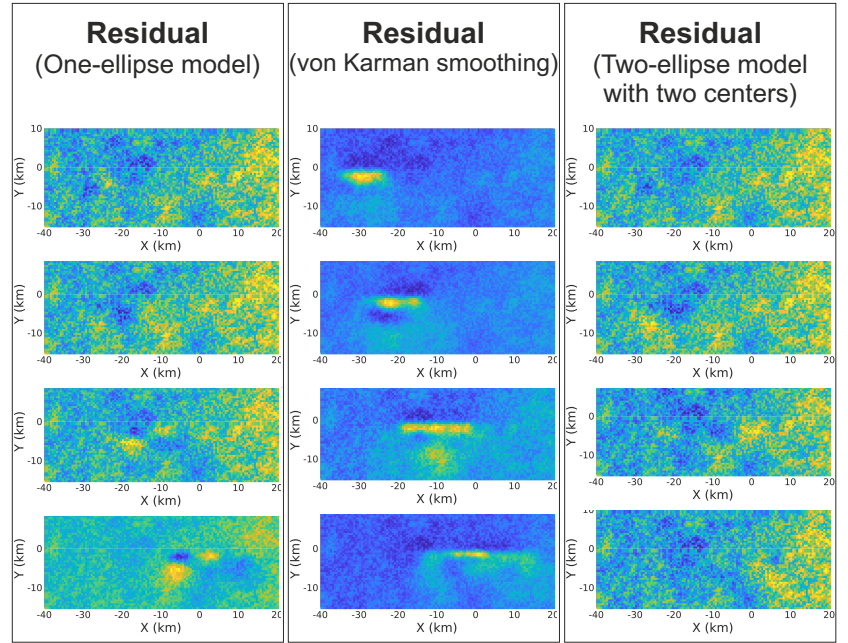 Residual
(One-ellipse model)
10
0
-10
Y (km)
-40 -30 -20 -10 0 10 20
X (km)
0
-10
Y (km)
-40 -30 -20 -10 0 10 20
X (km)
0
-10
Y (km)
-40 -30 -20 -10 0 10 20
X (km)
0
-10
Y (km)
-40 -30 -20 -10 0 10 20
X (km)
Residual
(von Karman smoothing)
10
0
-10
Y (km)
-40 -30 -20 -10 0 10 20
X (km)
0
-10
Y (km)
-40 -30 -20 -10 0 10 20
X (km)
0
-10
Y (km)
-40 -30 -20 -10 0 10 20
X (km)
0
-10
Y (km)
-40 -30 -20 -10 0 10 20
X (km)
Residual
(Two-ellipse model
with two centers)
10
0
-10
Y (km)
-40 -30 -20 -10 0 10 20
X (km)
0
-10
Y (km)
-40 -30 -20 -10 0 10 20
X (km)
0
-10
Y (km)
-40 -30 -20 -10 0 10 20
X (km)
10
0
-10
Y (km)
-40 -30 -20 -10 0 10 20
X (km)